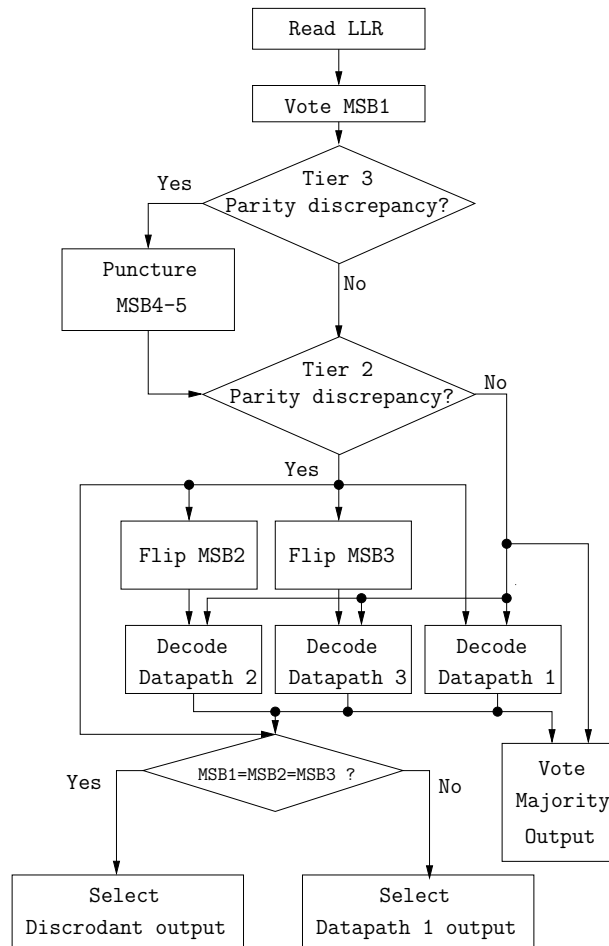 Read LLR
Vote MSB1
Tier 3
Parity discrepancy?
Yes
Puncture
MSB4-5
No
Tier 2
Parity discrepancy?
No
Yes
Flip MSB2
Flip MSB3
Decode
Datapath 2
Decode
Datapath 3
Decode
Datapath 1
MSB1=MSB2=MSB3 ?
Yes
No
Vote
Majority
Output
Select
Discrodant output
Select
Datapath 1 output